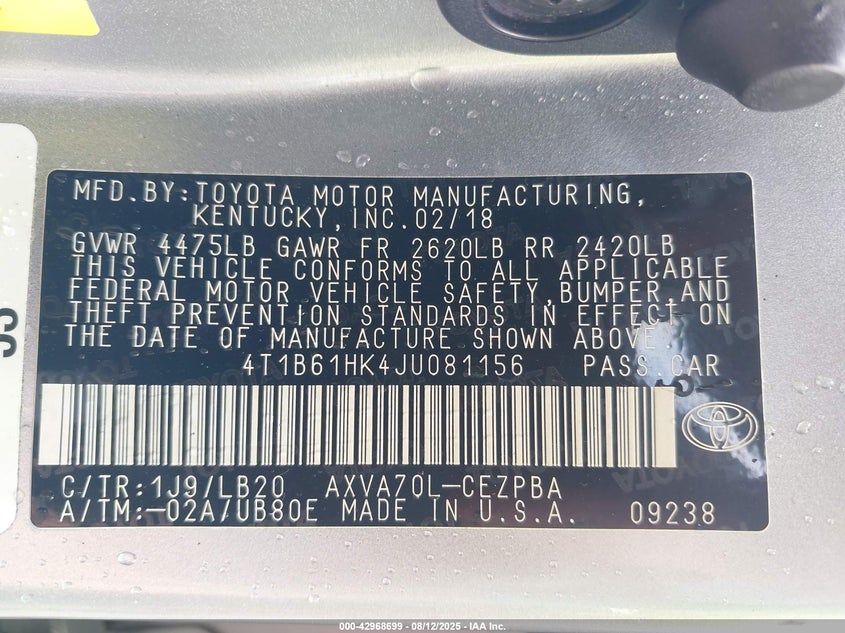 MFD.BY:TOYOTA MOTOR MANUFACTURING,
KENTUCKY,INC.02/18
GVWR 4475LB GAWR FR 2620LB RR 2420LB
THIS VEHICLE CONFORMS TO ALL APPLICABLE
FEDERAL MOTOR VEHICLE SAFETY,BUMPER,AND
THEFT PREVENTION STANDARDS IN EFFECT ON
THE DATE OF MANUFACTURE SHOWN ABOVE.
4T1B61HK4JU081156 PASS.CAR
C/TR:1J9/LB20 AXVA70L-CEZPBA
A/TM:-02A/UB80E MADE IN U.S.A. 09238
000-42968699 - 08/12/2025 - IAA Inc.